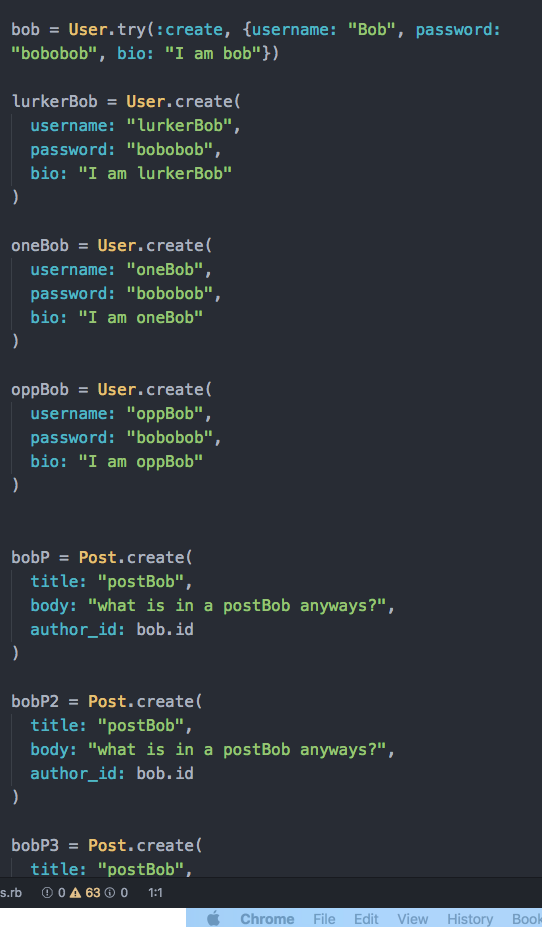 bob = User.try(:create, {username: "Bob", password:
"bobobob", bio: "I am bob"})
lurkerBob = User.create(
username: "lurkerBob",
password: "bobobob",
bio: "I am lurkerBob"
)
oneBob = User.create(
username: "oneBob",
password: "bobobob",
bio: "I am oneBob"
)
oppBob = User.create(
username: "oppBob",
password: "bobobob",
bio: "I am oppBob"
)
bobP = Post.create(
title: "postBob",
body: "what is in a postBob anyways?",
author_id: bob.id
)
bobP2 = Post.create(
title: "postBob",
body: "what is in a postBob anyways?",
author_id: bob.id
)
bobP3 = Post.create(
title: "postBob",
s.rb 0 63 0 1:1
Chrome File Edit View History Book